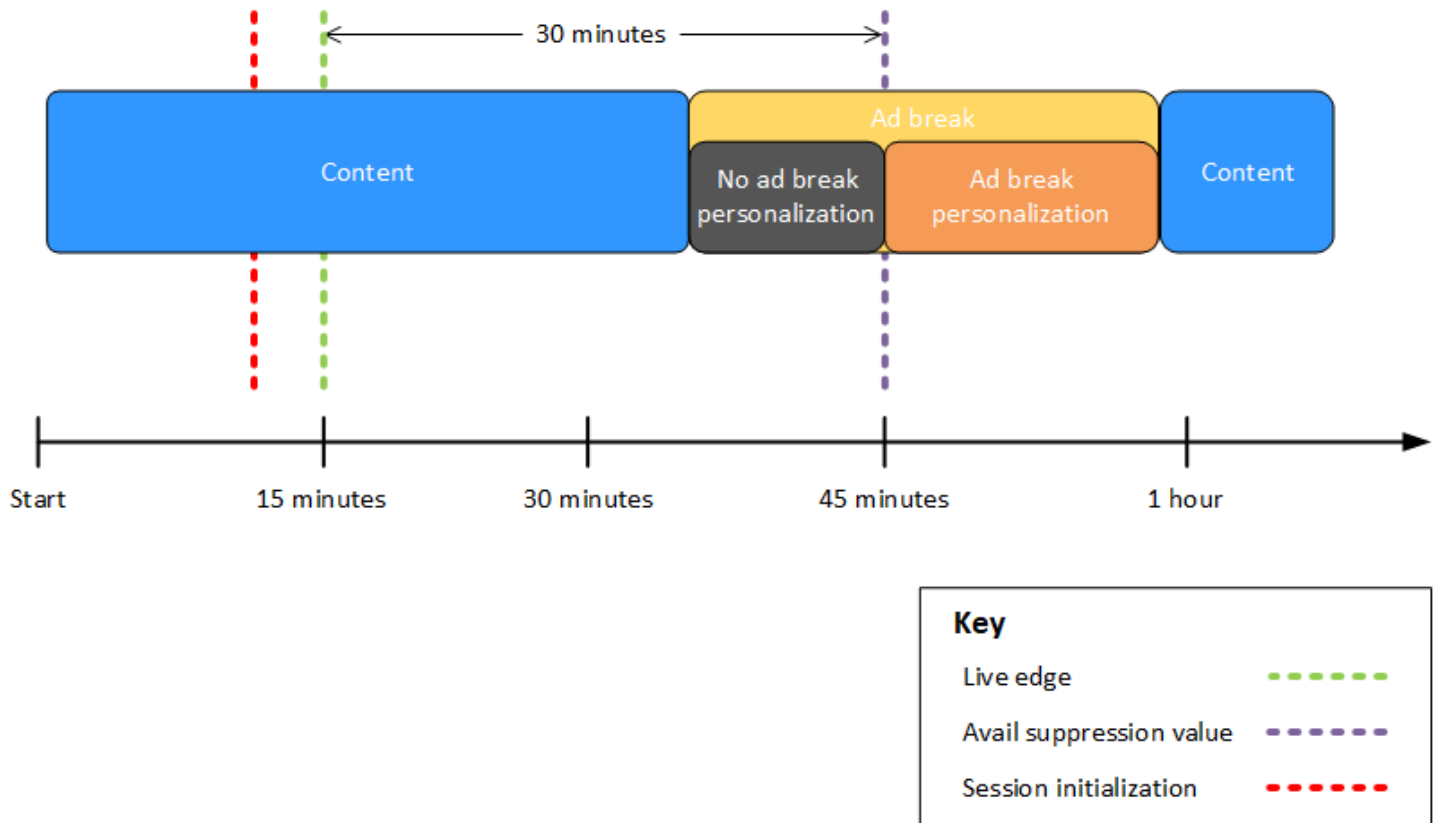 30 minutes
Ad break
Content
No ad break
personalization
Ad break
personalization
Content
Start
15 minutes
30 minutes
45 minutes
1 hour
Key
Live edge
Avail suppression value
Session initialization